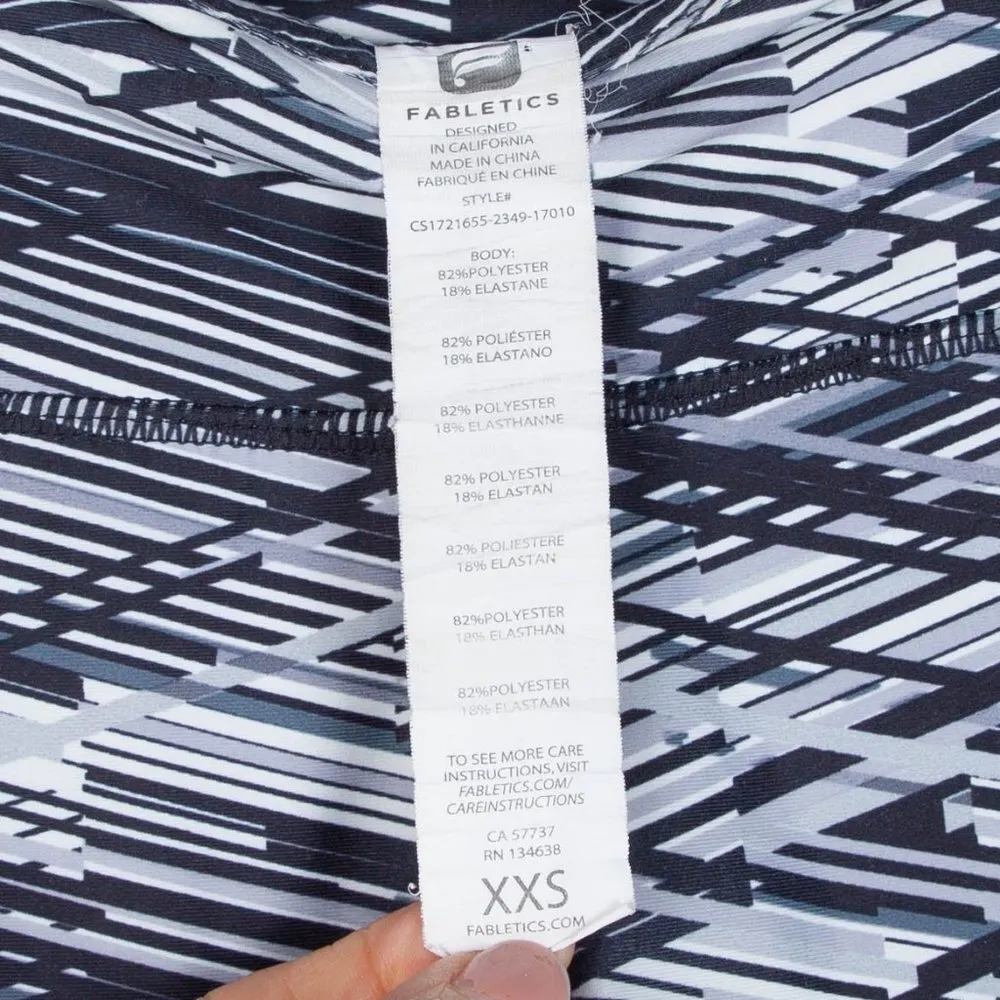 FABLETICS
DESIGNED
IN CALIFORNIA
MADE IN CHINA
FABRIQUÉ EN CHINE
STYLE#
CS1721655-2349-17010
BODY:
82%POLYESTER
18% ELASTANE
82% POLIÉSTER
18% ELASTANO
82% POLYESTER
18% ELASTHANNE
82% POLYESTER
18% ELASTAN
82% POLIESTERE
18% ELASTAN
82%POLYESTER
18% ELASTHAN
82%POLYESTER
18% ELASTAAN
TO SEE MORE CARE
INSTRUCTIONS, VISIT
FABLETICS.COM/
CAREINSTRUCTIONS
CA 57737
RN 134638
XXS
FABLETICS.COM